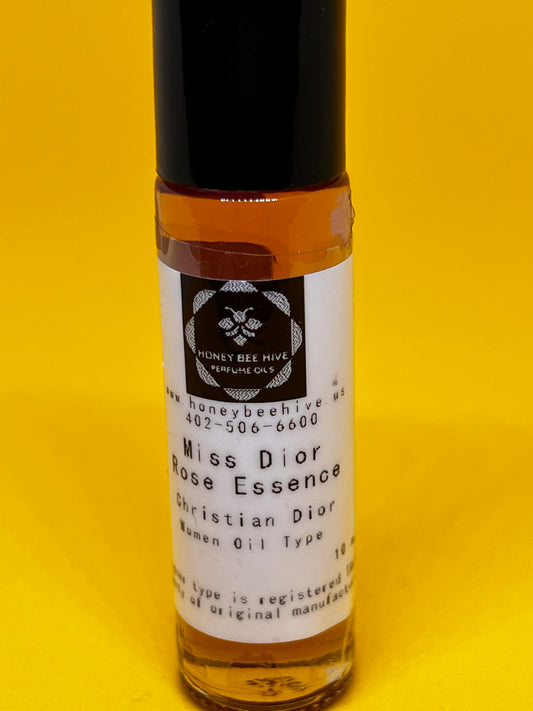 HONEY BEE HIVE
PERFUME OILS
www.honeybeehive.us
402-506-6600
Miss Dior
Rose Essence
Christian Dior
Women Oil Type
10
type is registered
of original